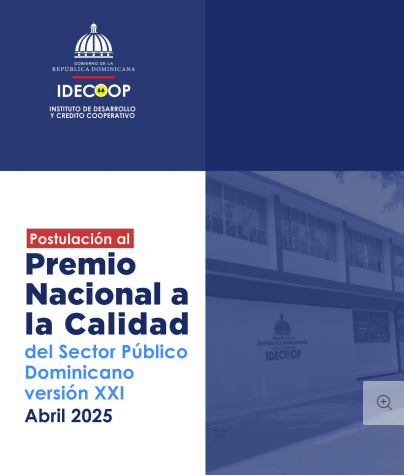 GOBIERNO DE LA
REPÚBLICA DOMINICANA
IDECOOP
INSTITUTO DE DESARROLLO
Y CRÉDITO COOPERATIVO
Postulación al
Premio
Nacional a
la Calidad
del Sector Público
Dominicano
versión XXI
Abril 2025
REPÚBLICA DOMINICANA
IDECOOP